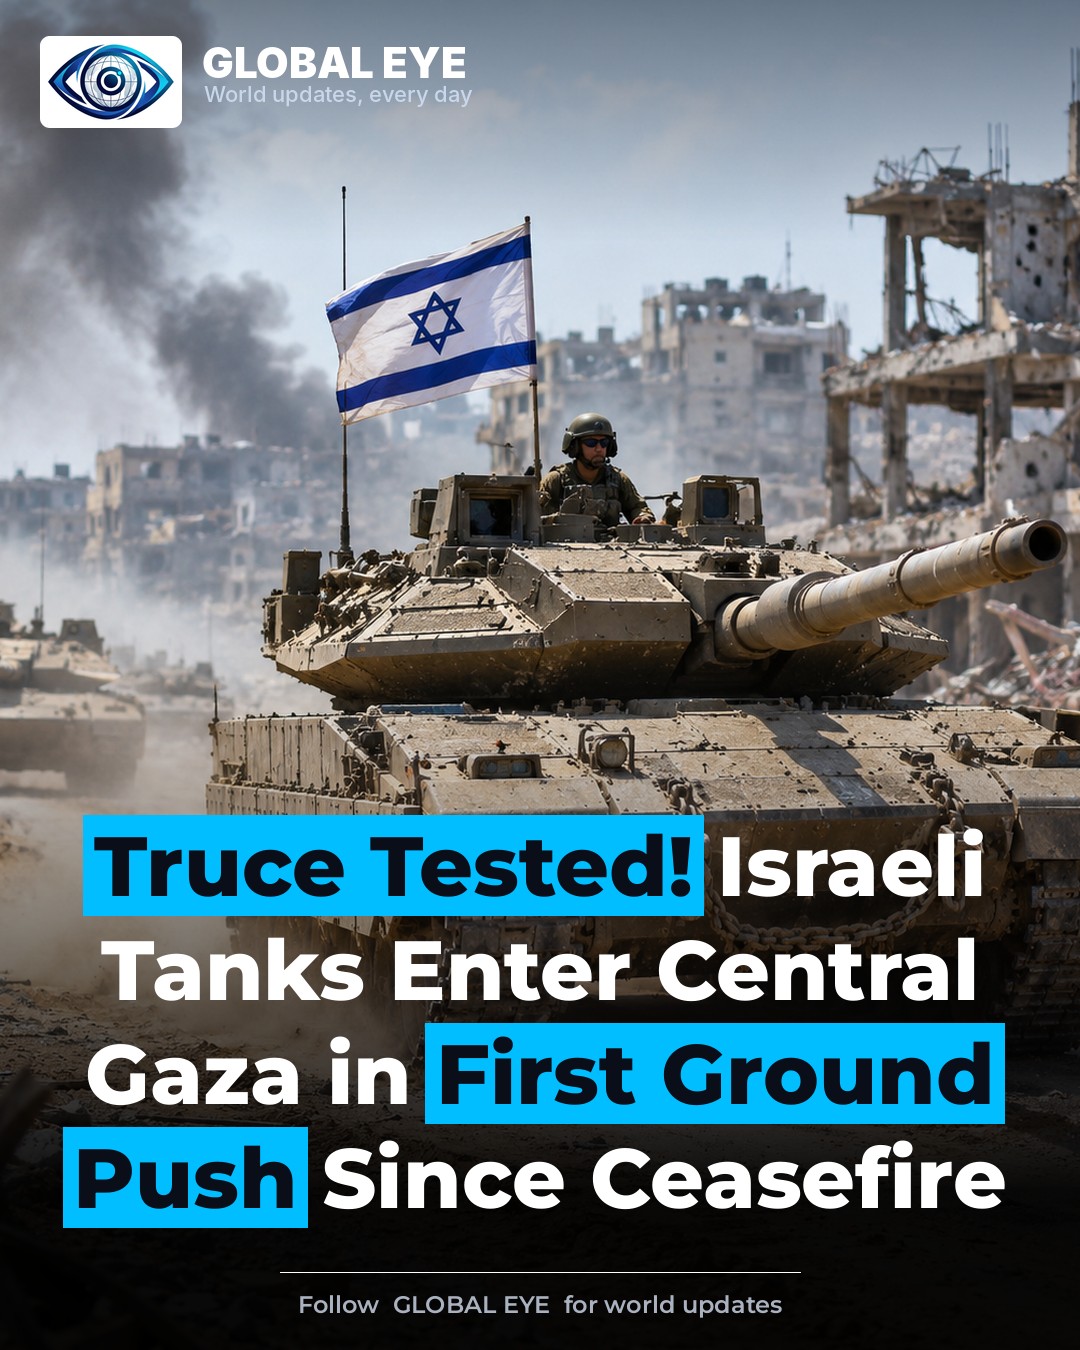 GLOBAL EYE
World updates, every day
Truce Tested! Israeli
Tanks Enter Central
Gaza in First Ground
Push Since Ceasefire
Follow GLOBAL EYE for world updates